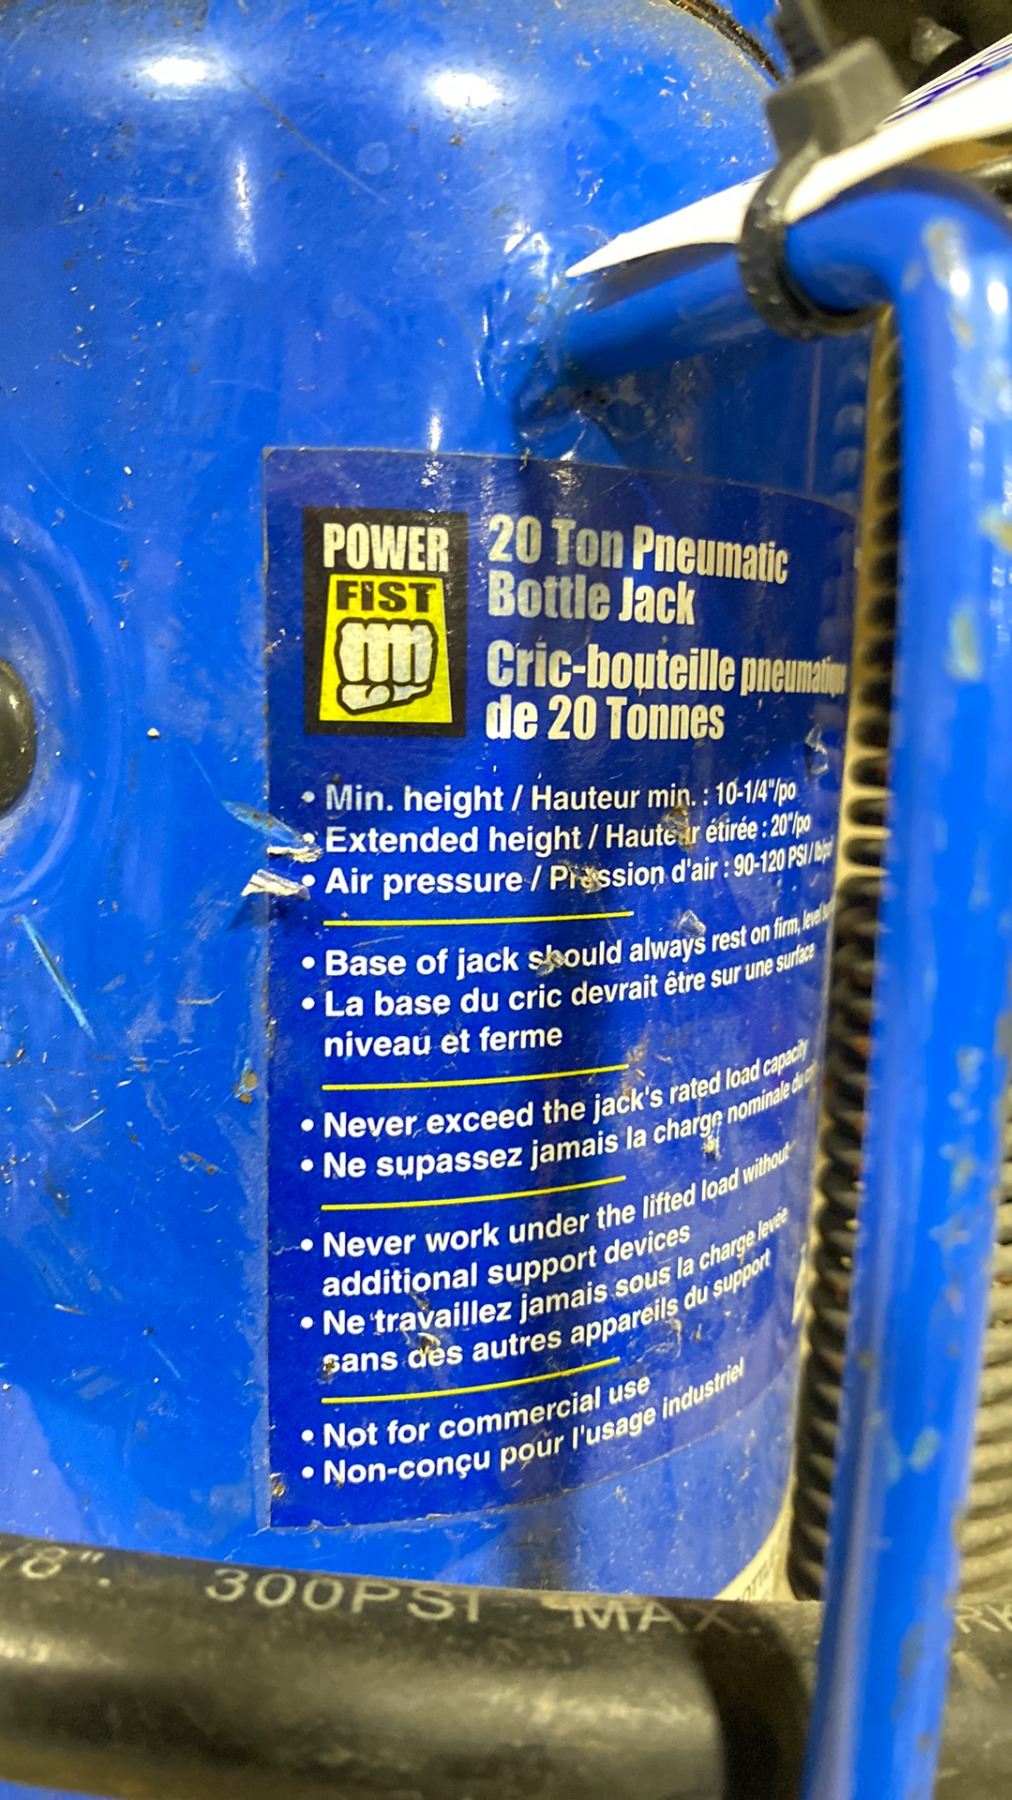 POWER
FIST
20 Ton Pneumatic
Bottle Jack
Cric-bouteille pneumatique
de 20 Tonnes
• Min. height / Hauteur min. : 10-1/4"/po
• Extended height / Hauteur étirée : 20"/po
• Air pressure / Pression d'air : 90-120 PSI /
• Base of jack should always rest on firm, level
• La base du cric devrait être sur une surface
niveau et ferme
• Never exceed the jack's rated load capacity
• Ne supassez jamais la charge nominale du
• Never work under the lifted load without
additional support devices
• Ne travaillez jamais sous la charge levée
sans des autres appareils du support
• Not for commercial use
• Non-conçu pour l'usage industriel
8". 300PSI MAX.